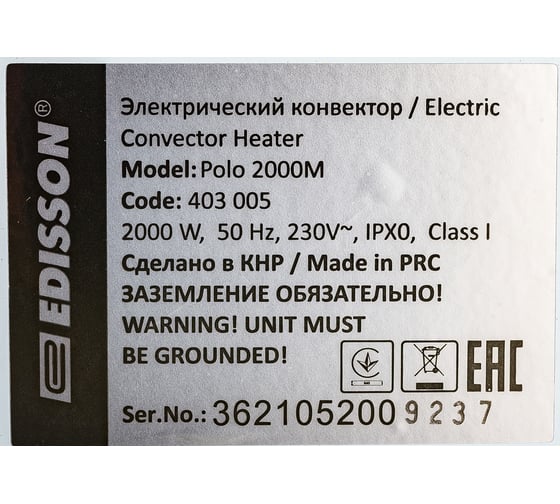 EDISSON®
Электрический конвектор / Electric
Convector Heater
Model: Polo 2000M
Code: 403 005
2000 W, 50 Hz, 230V~, IPX0, Class I
Сделано в КНР / Made in PRC
ЗАЗЕМЛЕНИЕ ОБЯЗАТЕЛЬНО!
WARNING! UNIT MUST
BE GROUNDED!
EAC
Ser.No.: 3621052009237